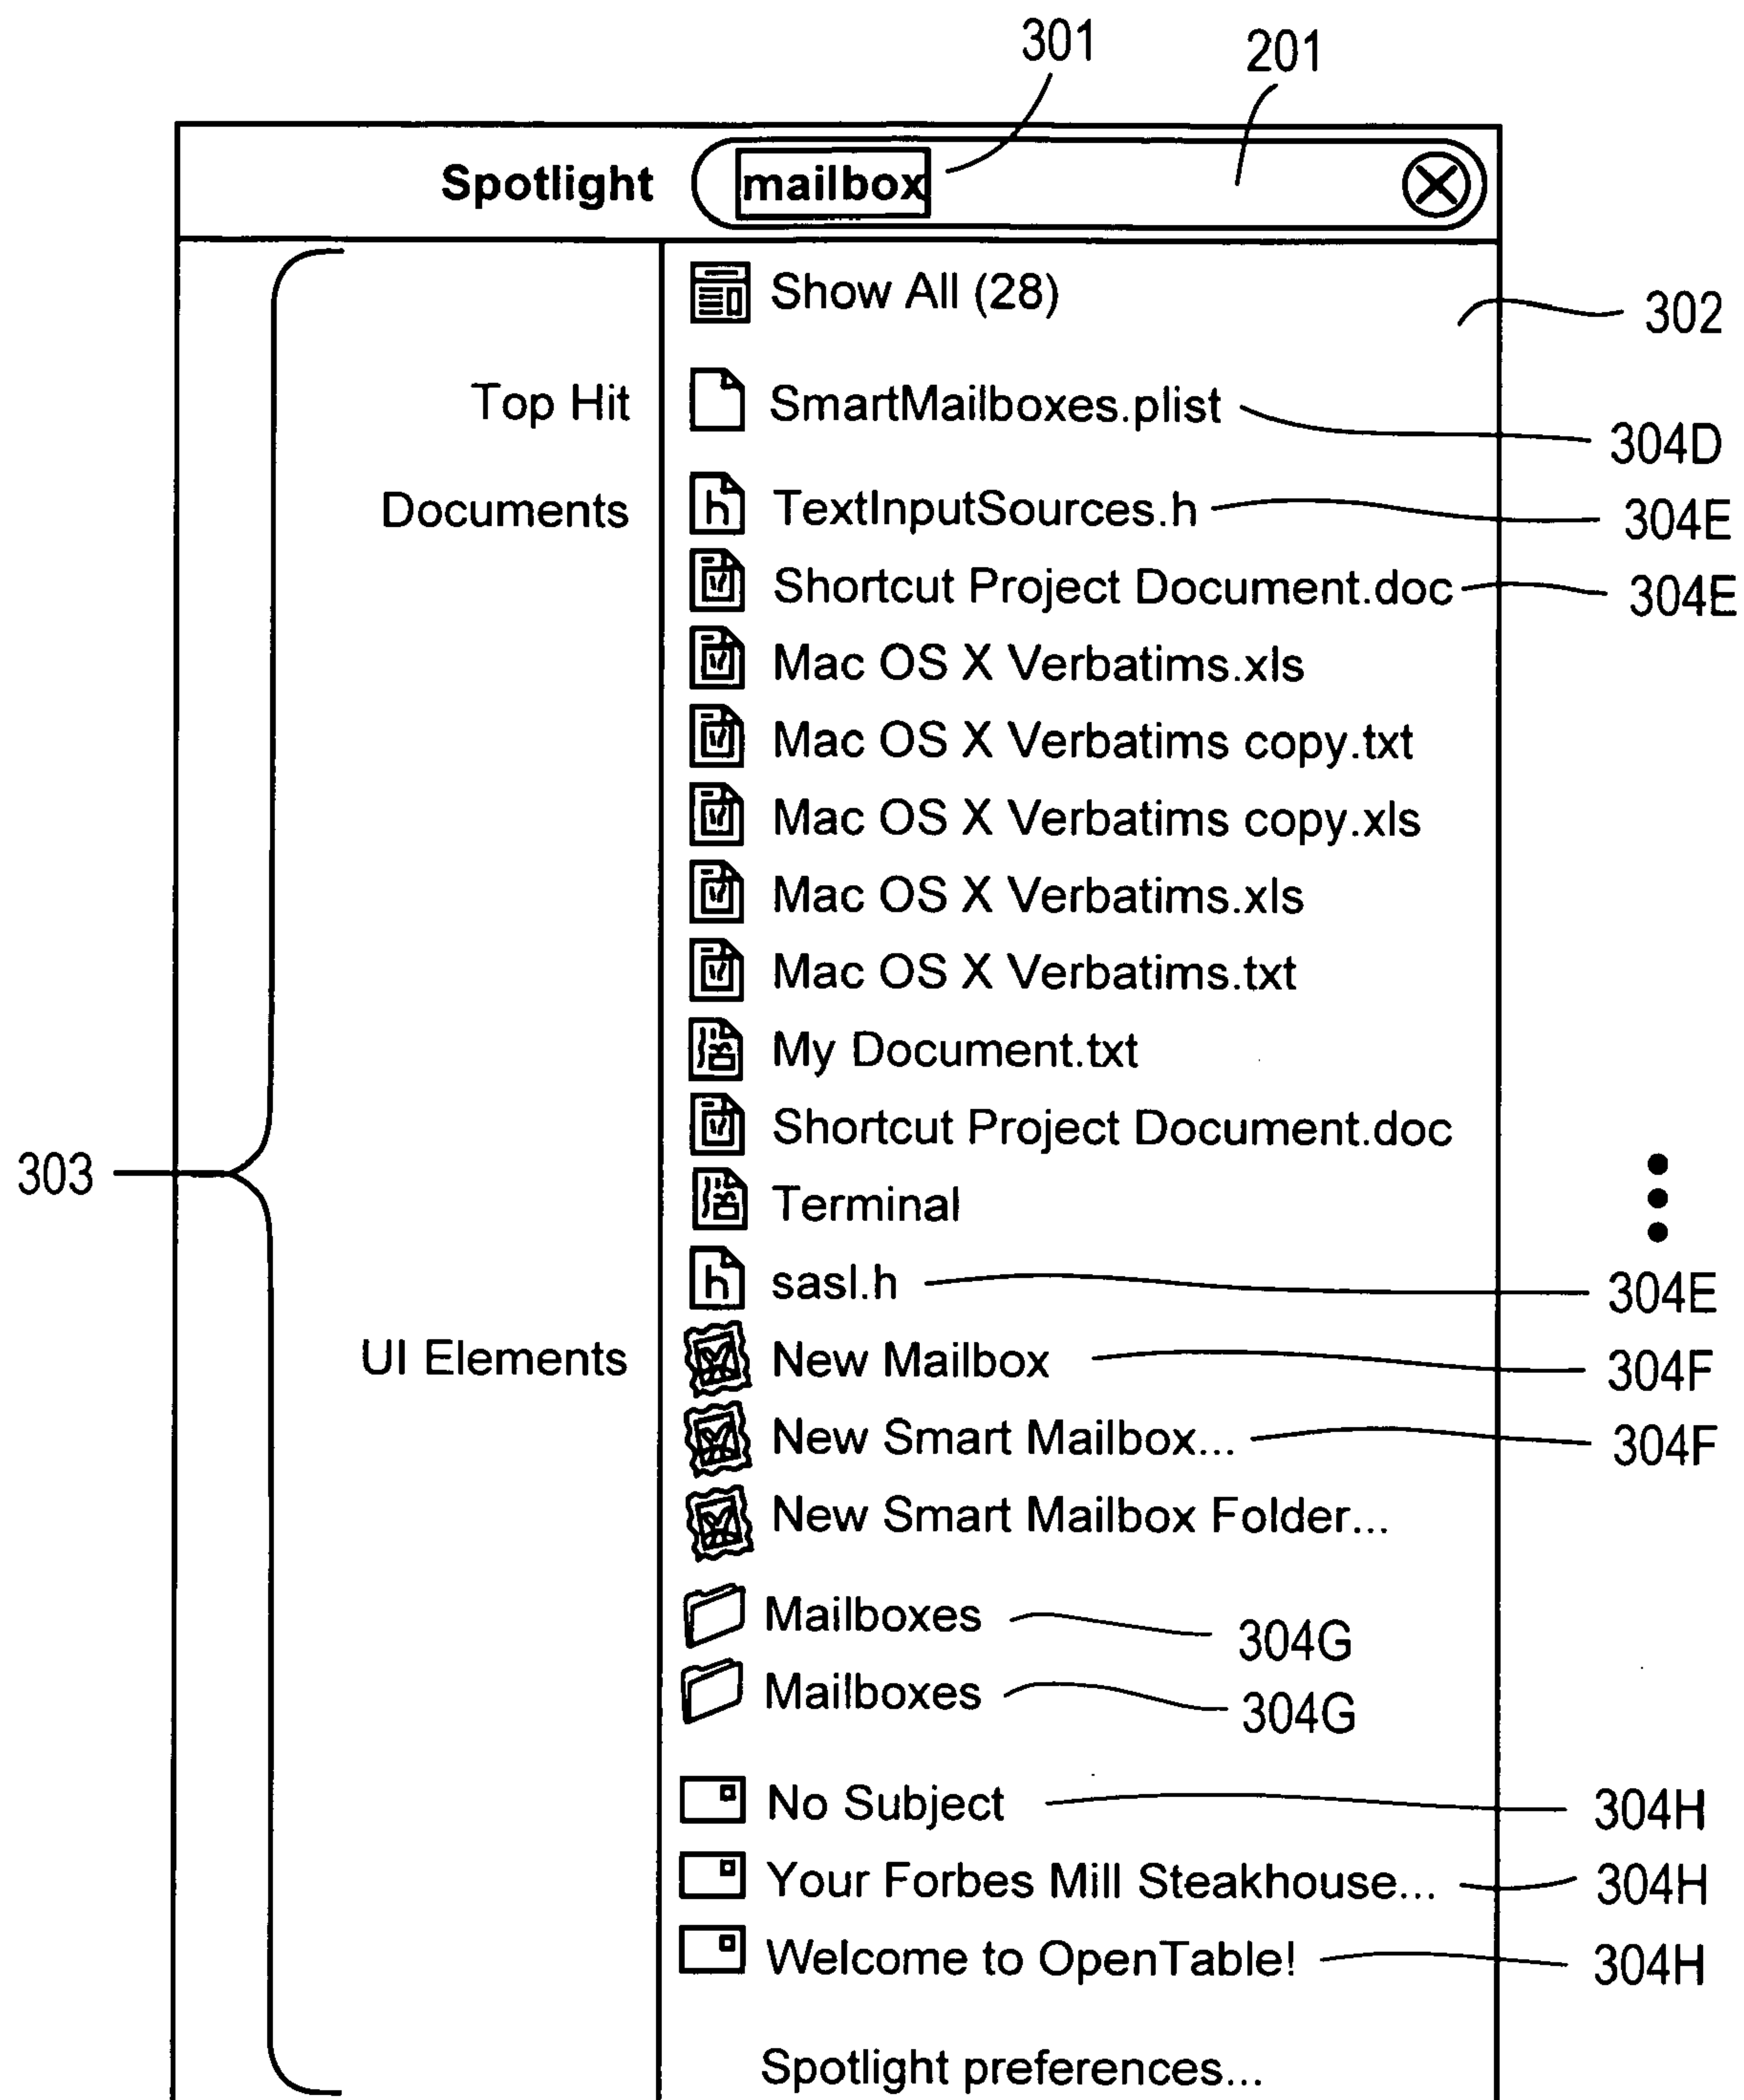 301 201
Spotlight mailbox
Show All (28)
302
Top Hit SmartMailboxes.plist
304D
Documents TextInputSources.h 304E
Shortcut Project Document.doc 304E
Mac OS X Verbatims.xls
Mac OS X Verbatims copy.txt
Mac OS X Verbatims copy.xls
Mac OS X Verbatims.xls
Mac OS X Verbatims.txt
My Document.txt
Shortcut Project Document.doc
303
Terminal
sasl.h 304E
UI Elements New Mailbox 304F
New Smart Mailbox... 304F
New Smart Mailbox Folder...
Mailboxes 304G
Mailboxes 304G
No Subject 304H
Your Forbes Mill Steakhouse... 304H
Welcome to OpenTable! 304H
Spotlight preferences...